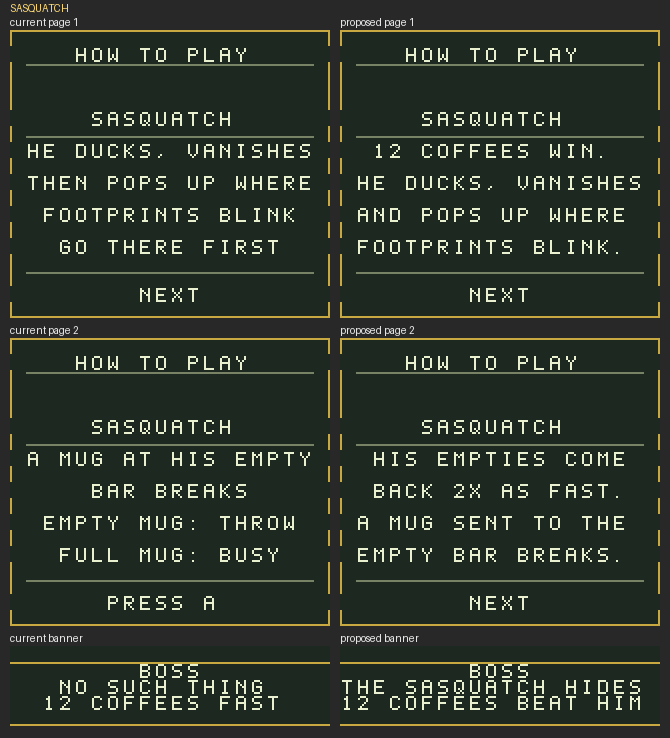 SASQUATCH
current page 1
HOW TO PLAY
SASQUATCH
HE DUCKS, VANISHES
THEN POPS UP WHERE
FOOTPRINTS BLINK
GO THERE FIRST
NEXT
proposed page 1
HOW TO PLAY
SASQUATCH
12 COFFEES WIN.
HE DUCKS, VANISHES
AND POPS UP WHERE
FOOTPRINTS BLINK.
NEXT
current page 2
HOW TO PLAY
SASQUATCH
A MUG AT HIS EMPTY
BAR BREAKS
EMPTY MUG: THROW
FULL MUG: BUSY
PRESS A
proposed page 2
HOW TO PLAY
SASQUATCH
HIS EMPTIES COME
BACK 2X AS FAST.
A MUG SENT TO THE
EMPTY BAR BREAKS.
NEXT
current banner
BOSS
NO SUCH THING
12 COFFEES FAST
proposed banner
BOSS
THE SASQUATCH HIDES
12 COFFEES BEAT HIM